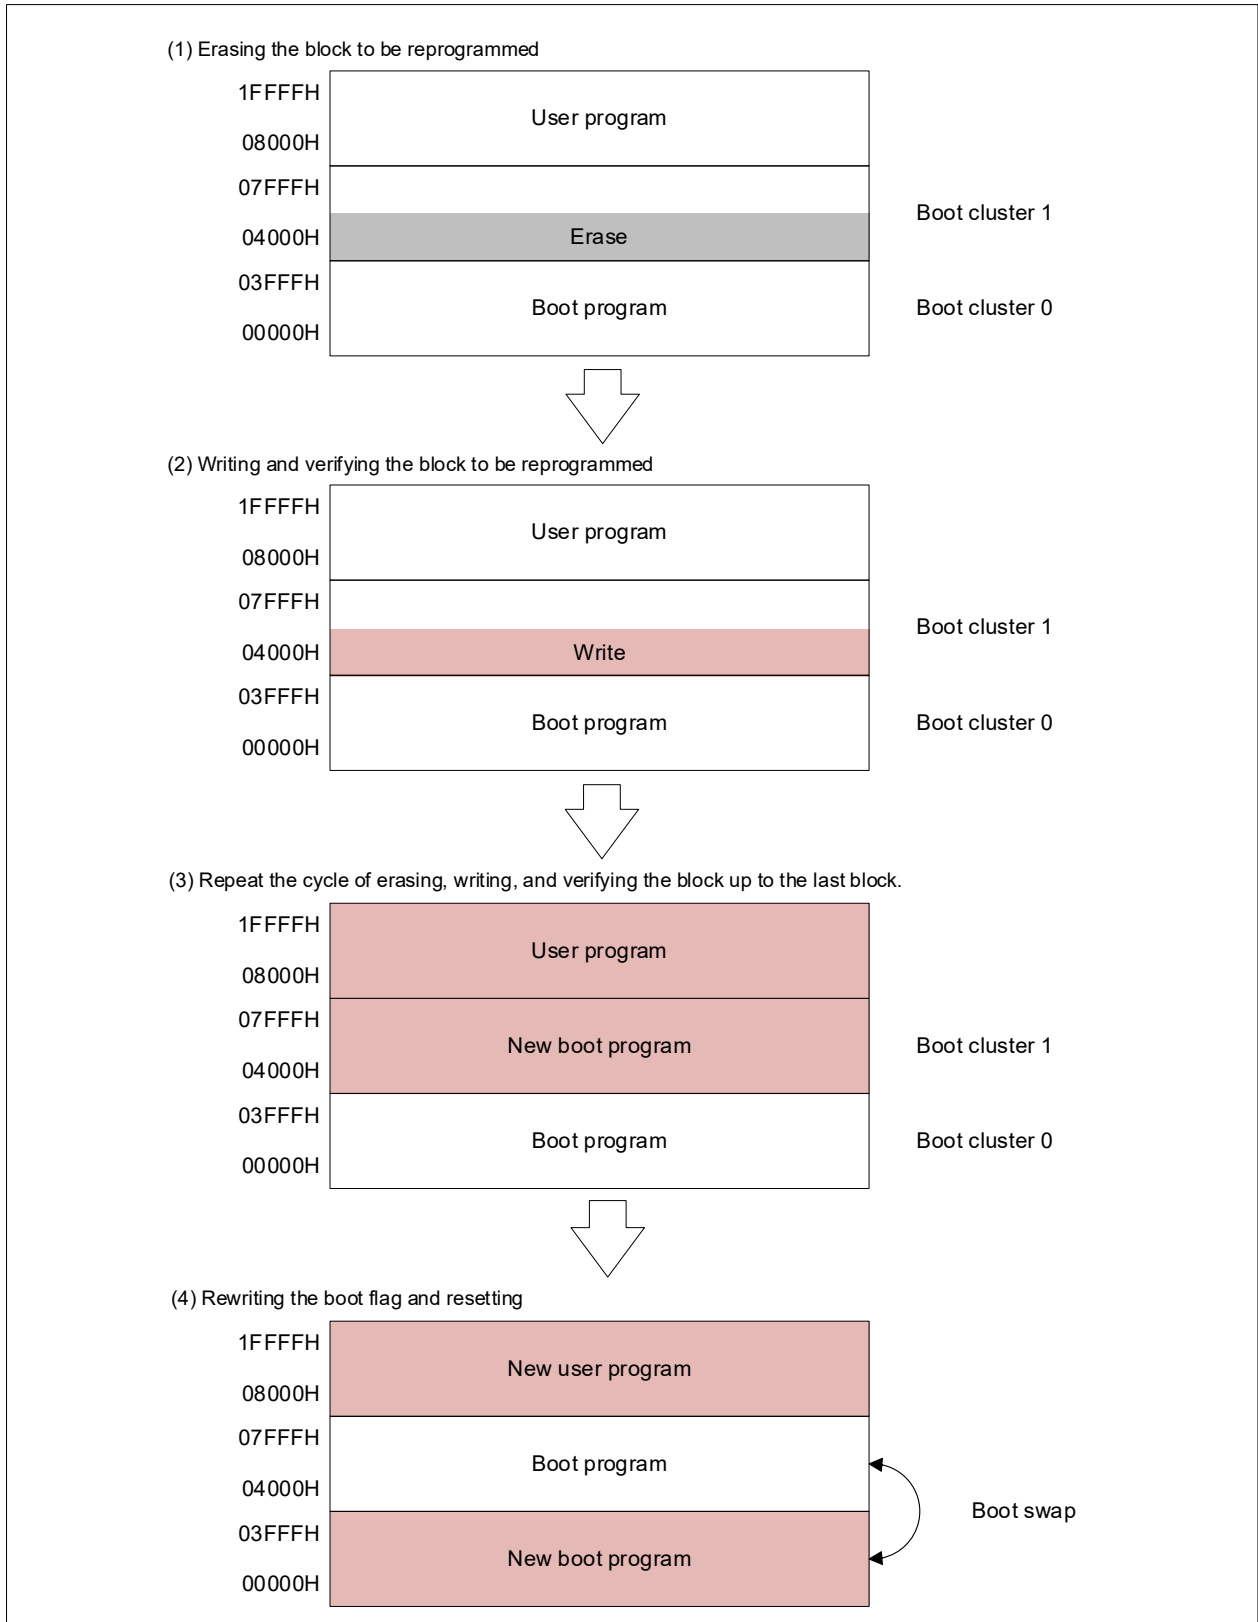 (1) Erasing the block to be reprogrammed
1FFFFH
User program
08000H
07FFFH
Boot cluster 1
04000H
Erase
03FFFH
Boot program
Boot cluster 0
00000H
(2) Writing and verifying the block to be reprogrammed
1FFFFH
User program
08000H
07FFFH
Boot cluster 1
04000H
Write
03FFFH
Boot program
Boot cluster 0
00000H
(3) Repeat the cycle of erasing, writing, and verifying the block up to the last block.
1FFFFH
User program
08000H
07FFFH
New boot program
Boot cluster 1
04000H
03FFFH
Boot program
Boot cluster 0
00000H
(4) Rewriting the boot flag and resetting
1FFFFH
New user program
08000H
07FFFH
Boot program
04000H
Boot swap
03FFFH
New boot program
00000H